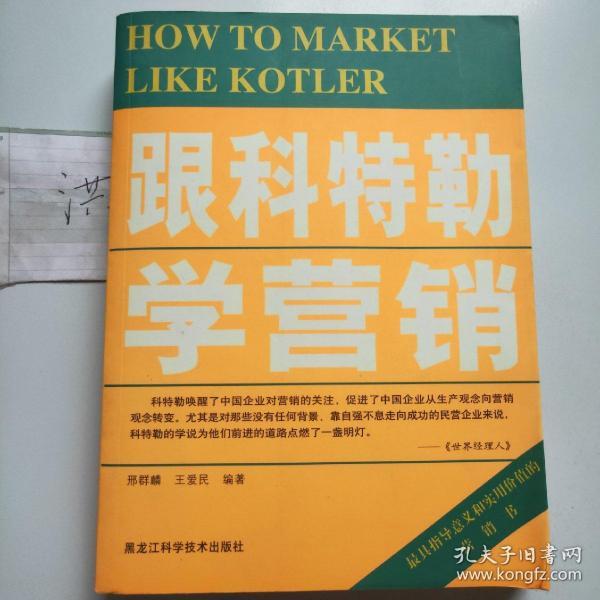 HOW TO MARKET
LIKE KOTLER
跟科特勒
学营销
洪
科特勒唤醒了中国企业对营销的关注，促进了中国企业从生产观念向营销
观念转变。尤其是对那些没有任何背景、靠自强不息走向成功的民营企业来说，
科特勒的学说为他们前进的道路点燃了一盏明灯。
——《世界经理人》
邢群麟 王爱民 编著
最具指导意义和实用价值的
营销书
黑龙江科学技术出版社
孔夫子旧书网
www.kongfz.com